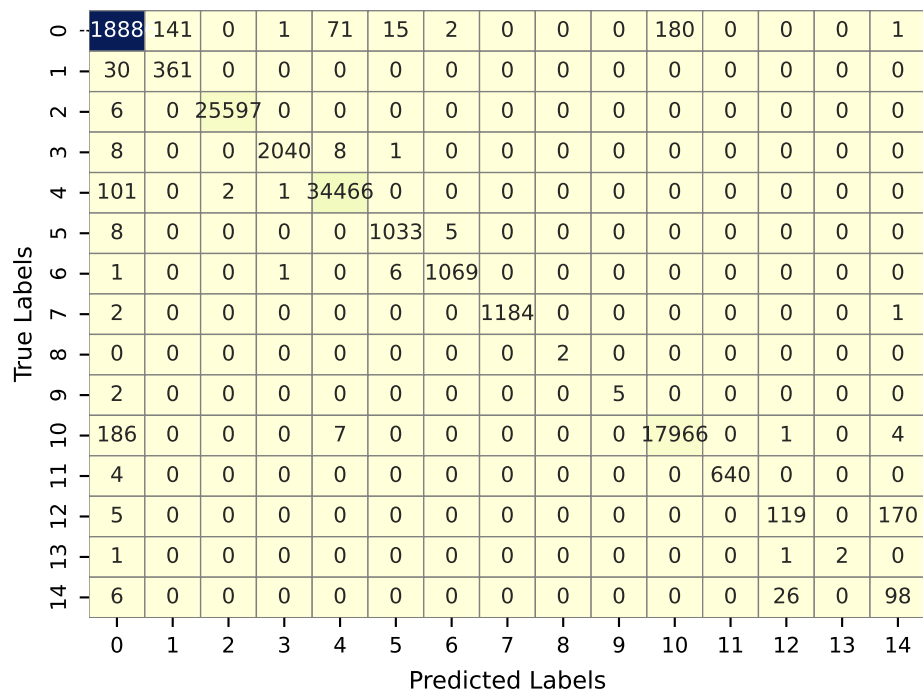 True Labels
0 1888 141 0 1 71 15 2 0 0 0 180 0 0 0 1
1 30 361 0 0 0 0 0 0 0 0 0 0 0 0 0
2 6 0 25597 0 0 0 0 0 0 0 0 0 0 0 0
3 8 0 0 2040 8 1 0 0 0 0 0 0 0 0 0
4 101 0 2 1 34466 0 0 0 0 0 0 0 0 0 0
5 8 0 0 0 0 1033 5 0 0 0 0 0 0 0 0
6 1 0 0 1 0 6 1069 0 0 0 0 0 0 0 0
7 2 0 0 0 0 0 0 1184 0 0 0 0 0 0 1
8 0 0 0 0 0 0 0 0 2 0 0 0 0 0 0
9 2 0 0 0 0 0 0 0 0 5 0 0 0 0 0
10 186 0 0 0 7 0 0 0 0 0 17966 0 1 0 4
11 4 0 0 0 0 0 0 0 0 0 0 640 0 0 0
12 5 0 0 0 0 0 0 0 0 0 0 0 119 0 170
13 1 0 0 0 0 0 0 0 0 0 0 0 1 2 0
14 6 0 0 0 0 0 0 0 0 0 0 0 26 0 98
0 1 2 3 4 5 6 7 8 9 10 11 12 13 14
Predicted Labels